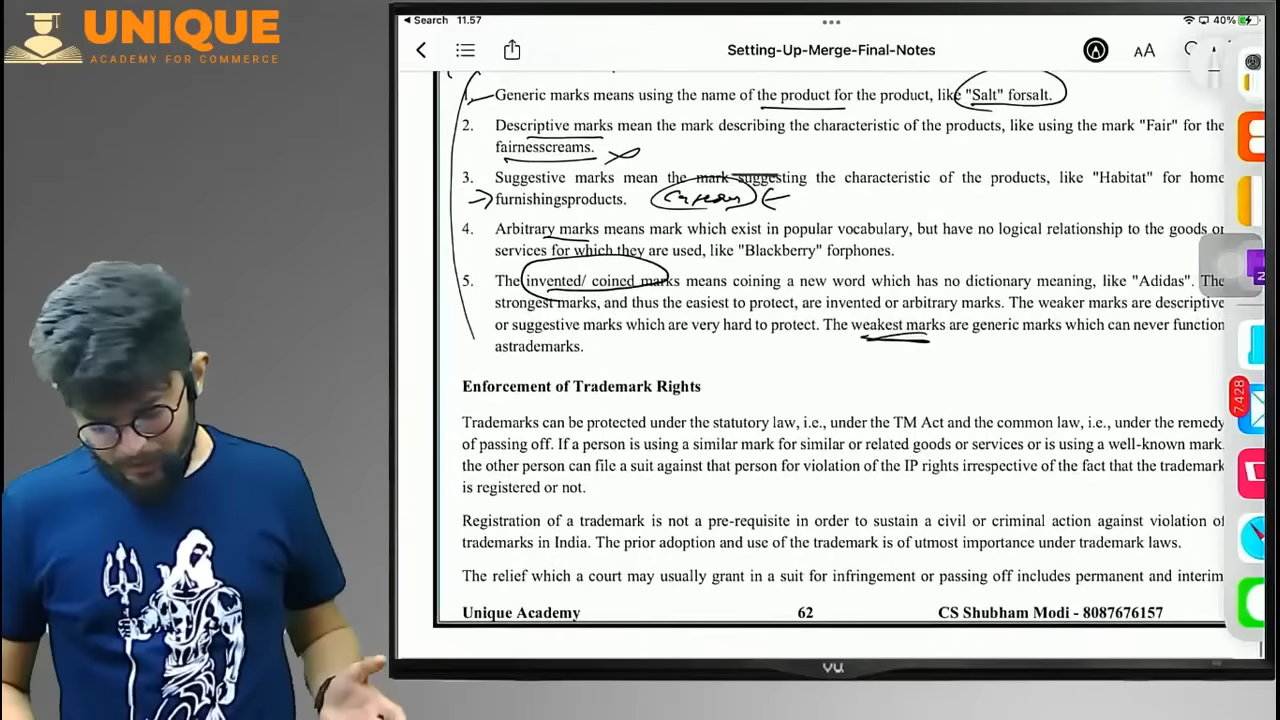 UNIQUE
ACADEMY FOR COMMERCE
Search 11.57
40%
Setting-Up-Merge-Final-Notes
AA
1. Generic marks means using the name of the product for the product, like "Salt" forsalt.
2. Descriptive marks mean the mark describing the characteristic of the products, like using the mark "Fair" for the
fairnesscreams.
3. Suggestive marks mean the mark suggesting the characteristic of the products, like "Habitat" for home
furnishingsproducts.
4. Arbitrary marks means mark which exist in popular vocabulary, but have no logical relationship to the goods or
services for which they are used, like "Blackberry" forphones.
5. The invented/ coined marks means coining a new word which has no dictionary meaning, like "Adidas". The
strongest marks, and thus the easiest to protect, are invented or arbitrary marks. The weaker marks are descriptive
or suggestive marks which are very hard to protect. The weakest marks are generic marks which can never function
astrademarks.
Enforcement of Trademark Rights
Trademarks can be protected under the statutory law, i.e., under the TM Act and the common law, i.e., under the remedy
of passing off. If a person is using a similar mark for similar or related goods or services or is using a well-known mark,
the other person can file a suit against that person for violation of the IP rights irrespective of the fact that the trademark
is registered or not.
Registration of a trademark is not a pre-requisite in order to sustain a civil or criminal action against violation of
trademarks in India. The prior adoption and use of the trademark is of utmost importance under trademark laws.
The relief which a court may usually grant in a suit for infringement or passing off includes permanent and interim
Unique Academy 62 CS Shubham Modi - 8087676157
7,428
vu